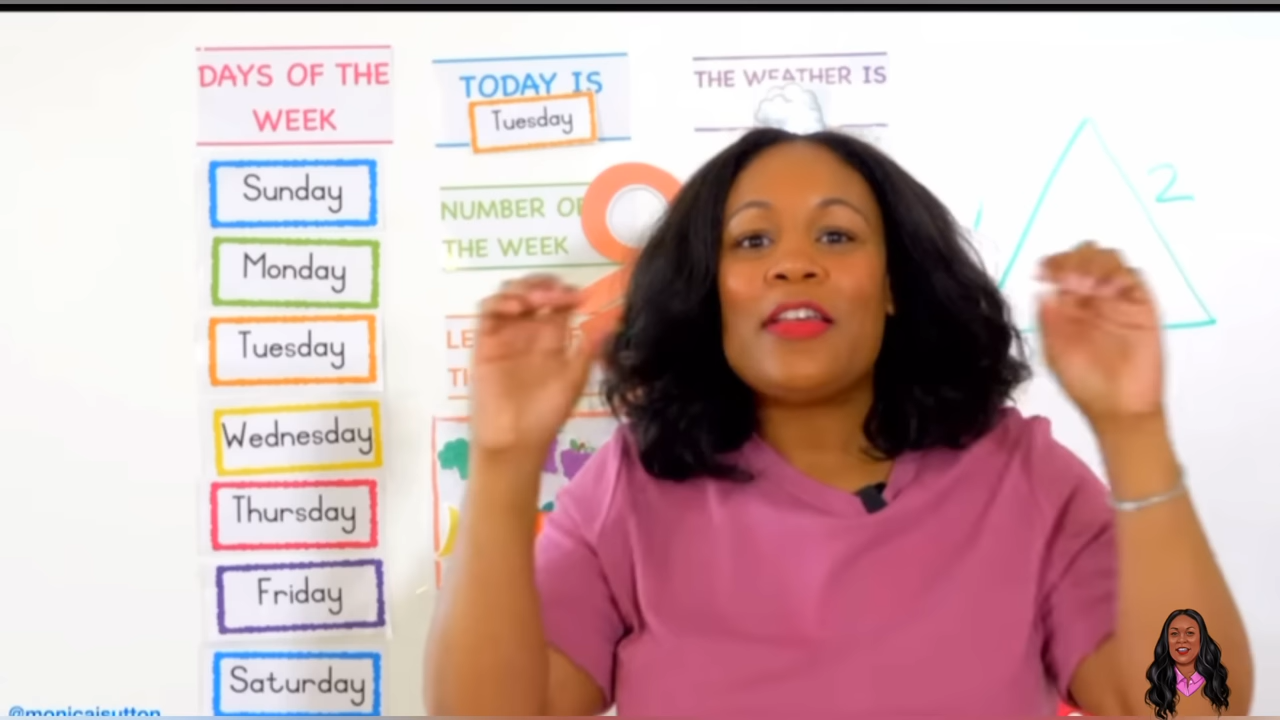 DAYS OF THE
WEEK
Sunday
Monday
Tuesday
Wednesday
Thursday
Friday
Saturday
TODAY IS
Tuesday
NUMBER OF
THE WEEK
THE WEATHER IS
2
@monicajsutton